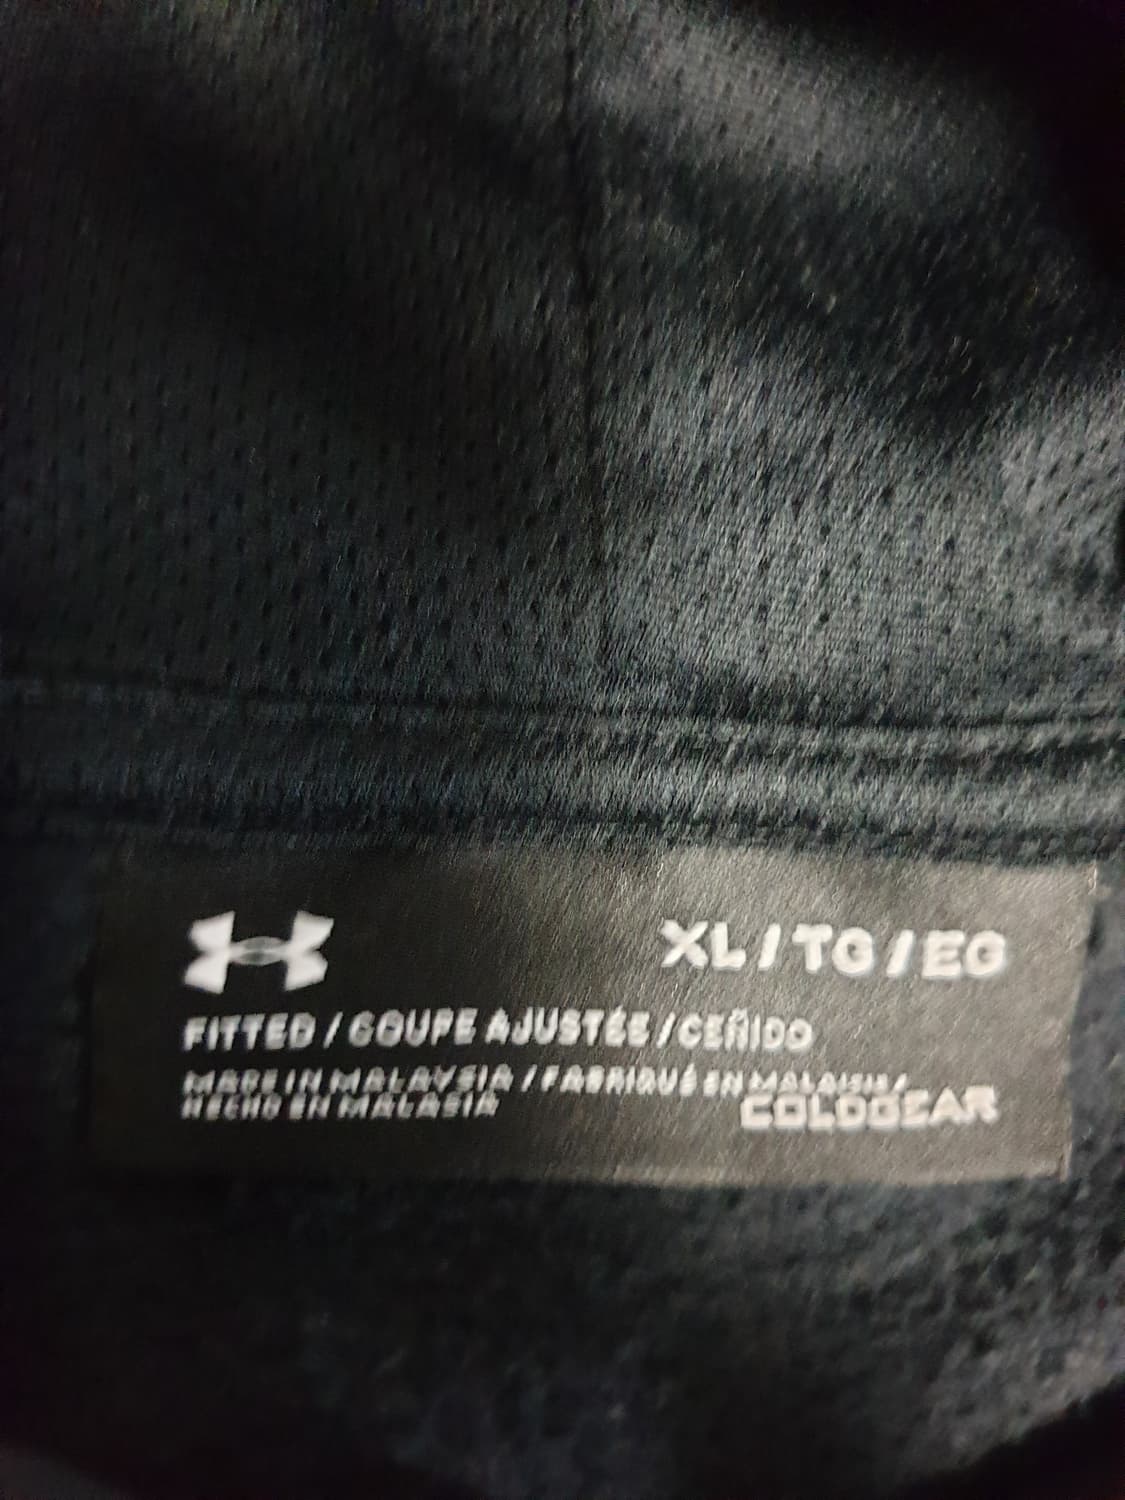 XL / TG / EG
FITTED / COUPE AJUSTÉE / CEÑIDO
MADE IN MALAYSIA / FABRIQUÉ EN MALAISIE /
HECHO EN MALASIA
COLDGEAR